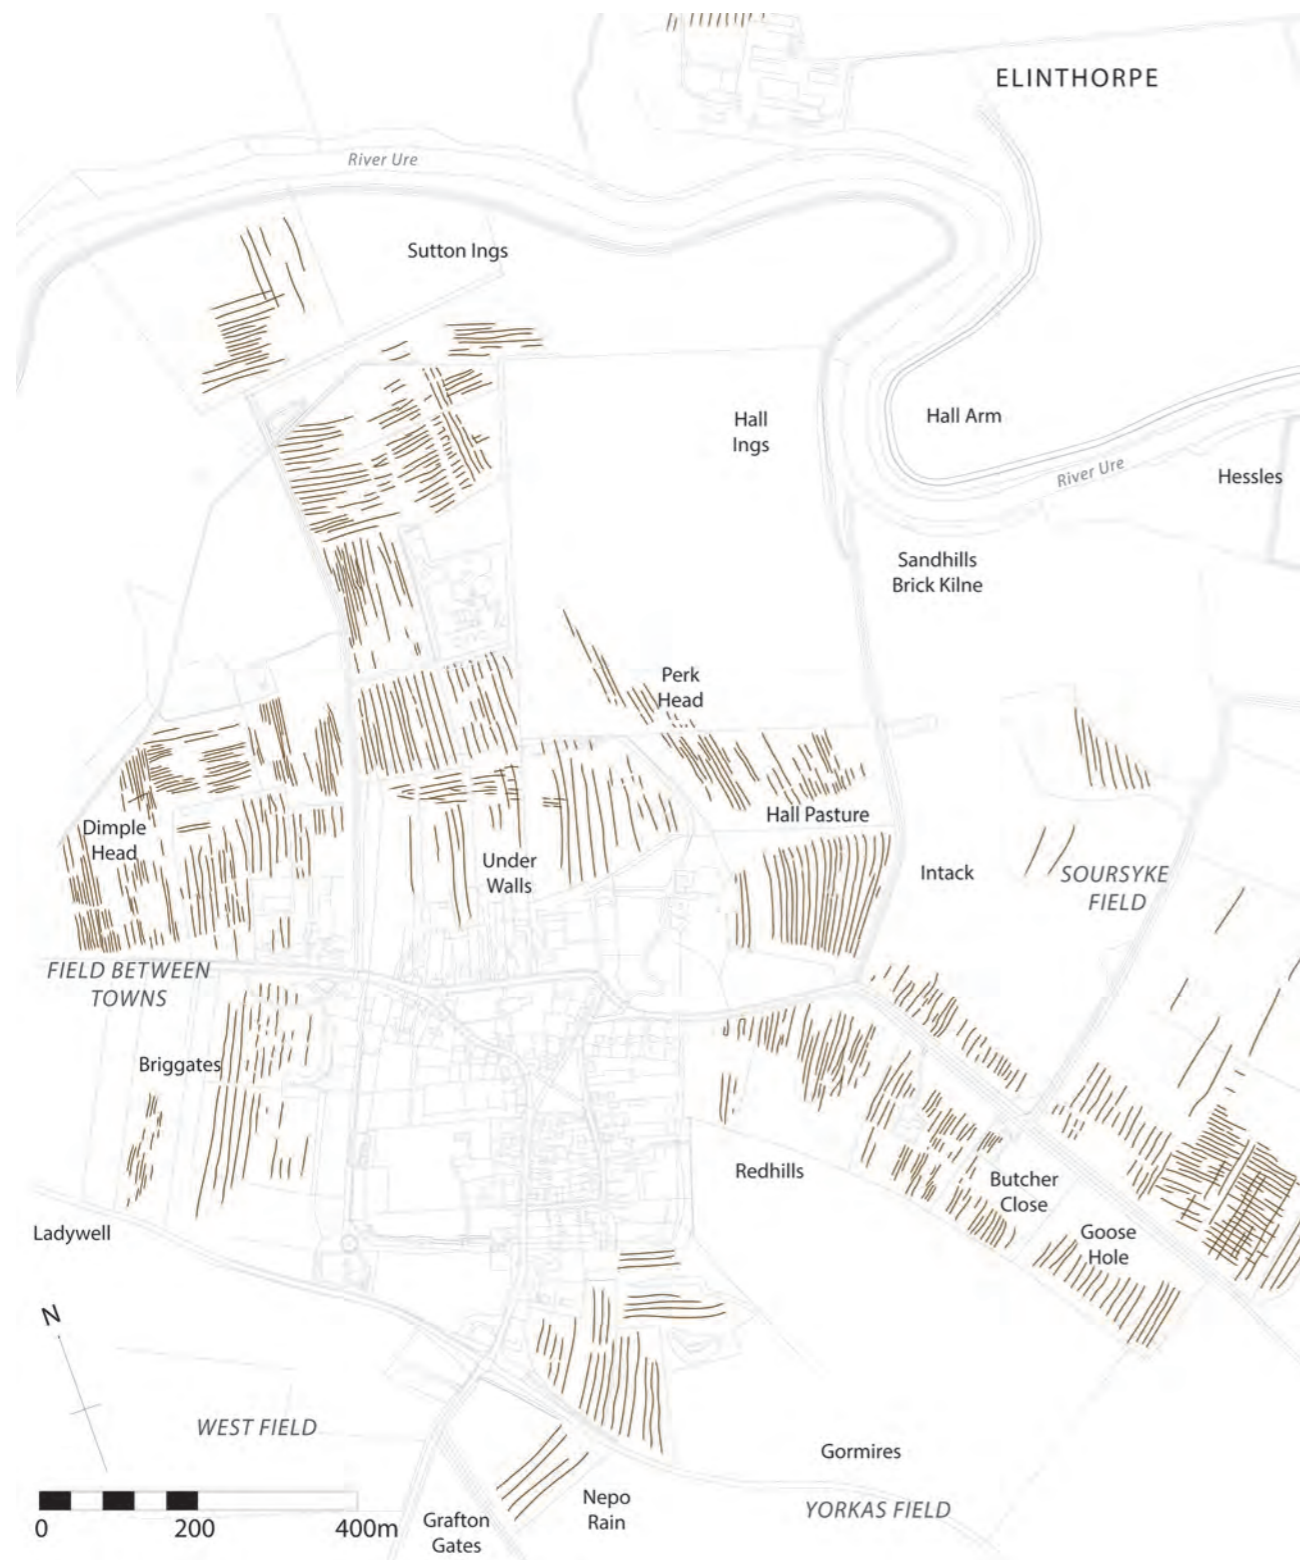 ELINTHORPE
River Ure
Sutton Ings
Hall
Ings
Hall Arm
River Ure
Hessles
Sandhills
Brick Kilne
Perk
Head
Hall Pasture
Dimple
Head
Under
Walls
Intack
SOURSYKE
FIELD
FIELD BETWEEN
TOWNS
Briggates
Redhills
Butcher
Close
Ladywell
Goose
Hole
N
WEST FIELD
Gormires
Nepo
Rain
YORKAS FIELD
Grafton
Gates
0
200
400m